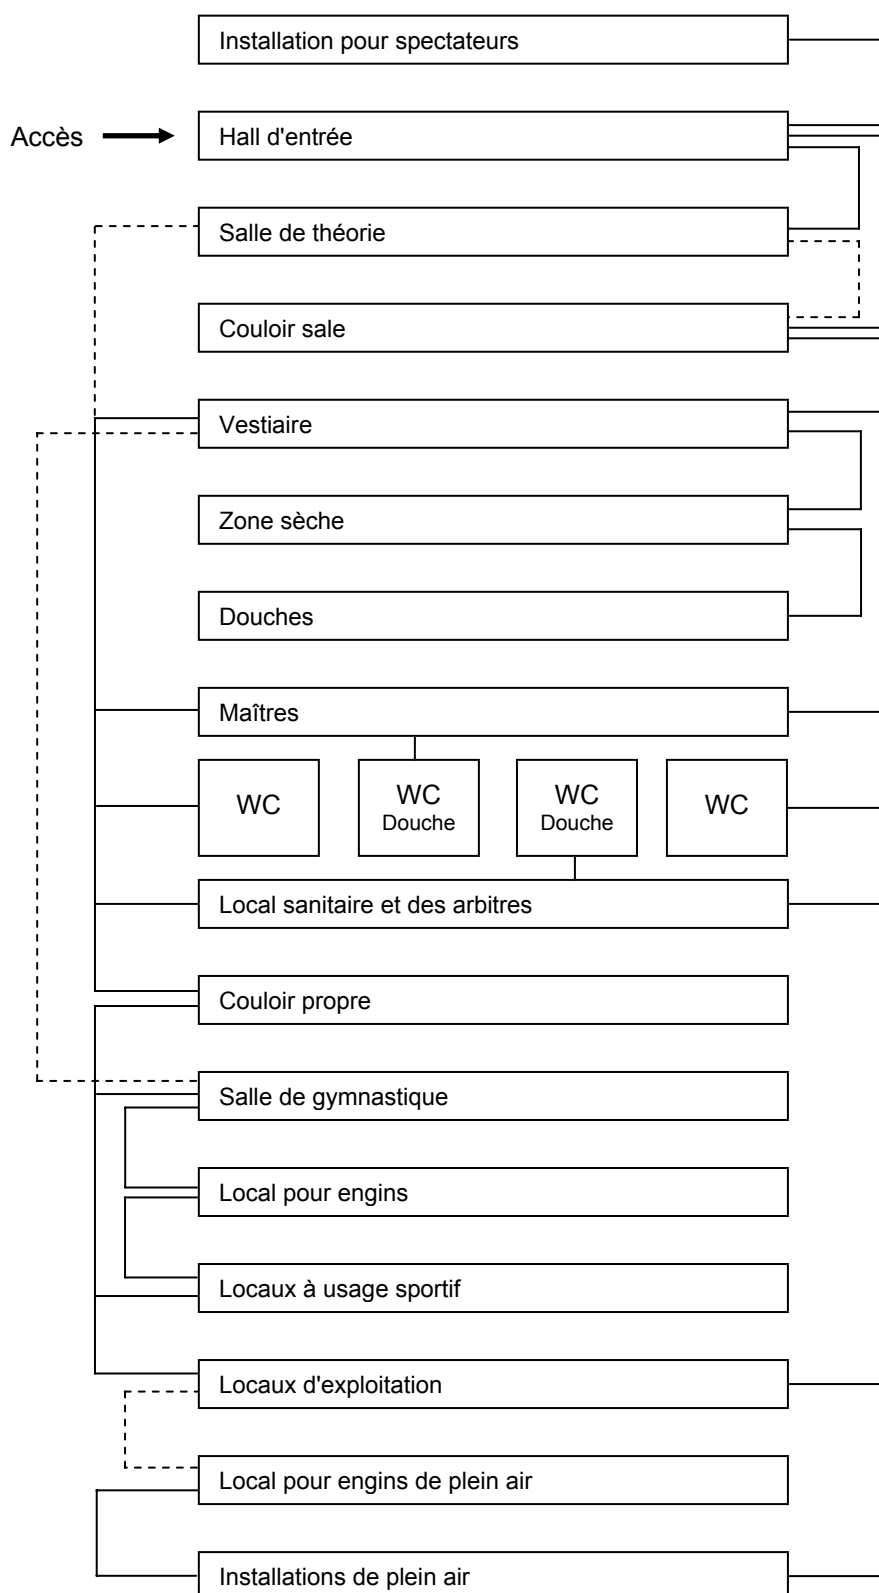 Installation pour spectateurs
Accès
Hall d'entrée
Salle de théorie
Couloir sale
Vestiaire
Zone sèche
Douches
Maîtres
WC
WC
Douche
WC
Douche
WC
Local sanitaire et des arbitres
Couloir propre
Salle de gymnastique
Local pour engins
Locaux à usage sportif
Locaux d'exploitation
Local pour engins de plein air
Installations de plein air